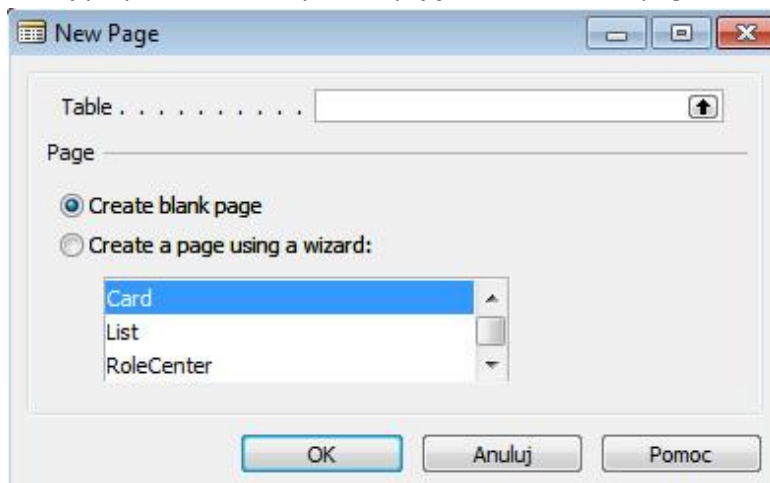 New Page
Table . . . . . . . . . .
Page
Create blank page
Create a page using a wizard:
Card
List
RoleCenter
OK Anuluj Pomoc